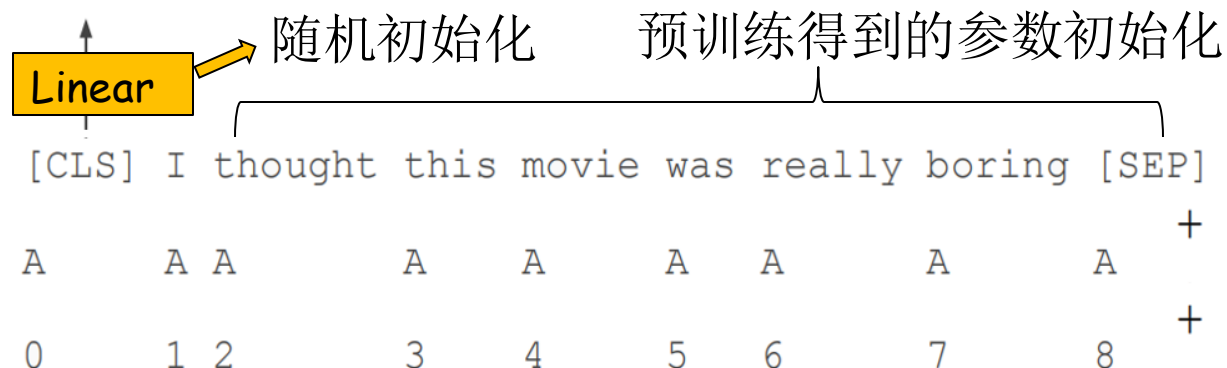 随机初始化 预训练得到的参数初始化
Linear
[CLS] I thought this movie was really boring [SEP]
+
A A A A A A A A A
+
0 1 2 3 4 5 6 7 8